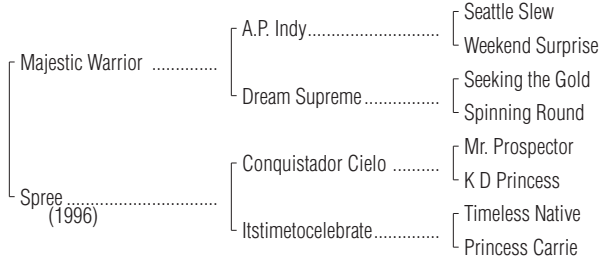 Seattle Slew
A.P. Indy..............................
Weekend Surprise
Majestic Warrior ...............
Seeking the Gold
Dream Supreme.................
Spinning Round
Mr. Prospector
Conquistador Cielo ..........
K D Princess
Spree ..................................
(1996)
Timeless Native
Itstimetocelebrate...............
Princess Carrie